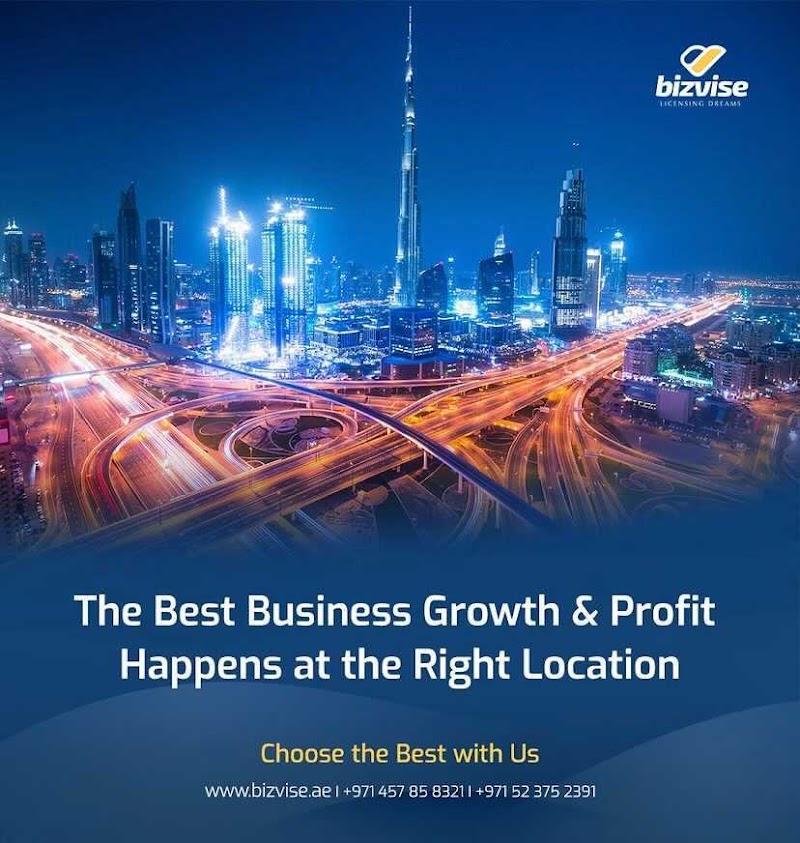 bizvise
LICENSING DREAMS
The Best Business Growth & Profit
Happens at the Right Location
Choose the Best with Us
www.bizvise.ae I +971 457 85 8321 I +971 52 375 2391